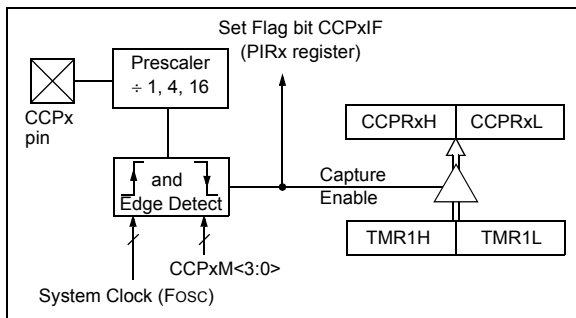 Set Flag bit CCPxIF
(PIRx register)
Prescaler
÷ 1, 4, 16
CCPx
pin
CCPRxH
CCPRxL
and
Edge Detect
Capture
Enable
TMR1H
TMR1L
CCPxM<3:0>
System Clock (FOSC)